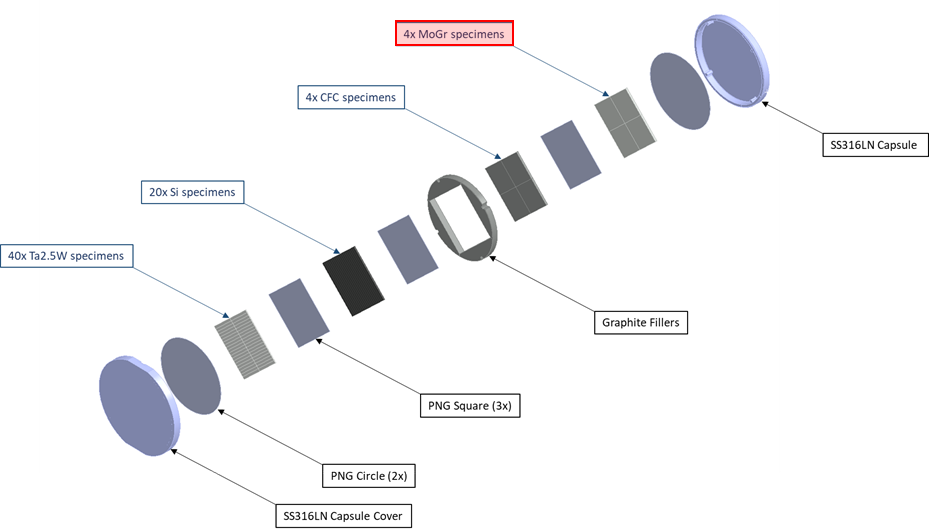 4x MoGr specimens
4x CFC specimens
SS316LN Capsule
20x Si specimens
40x Ta2.5W specimens
Graphite Fillers
PNG Square (3x)
PNG Circle (2x)
SS316LN Capsule Cover